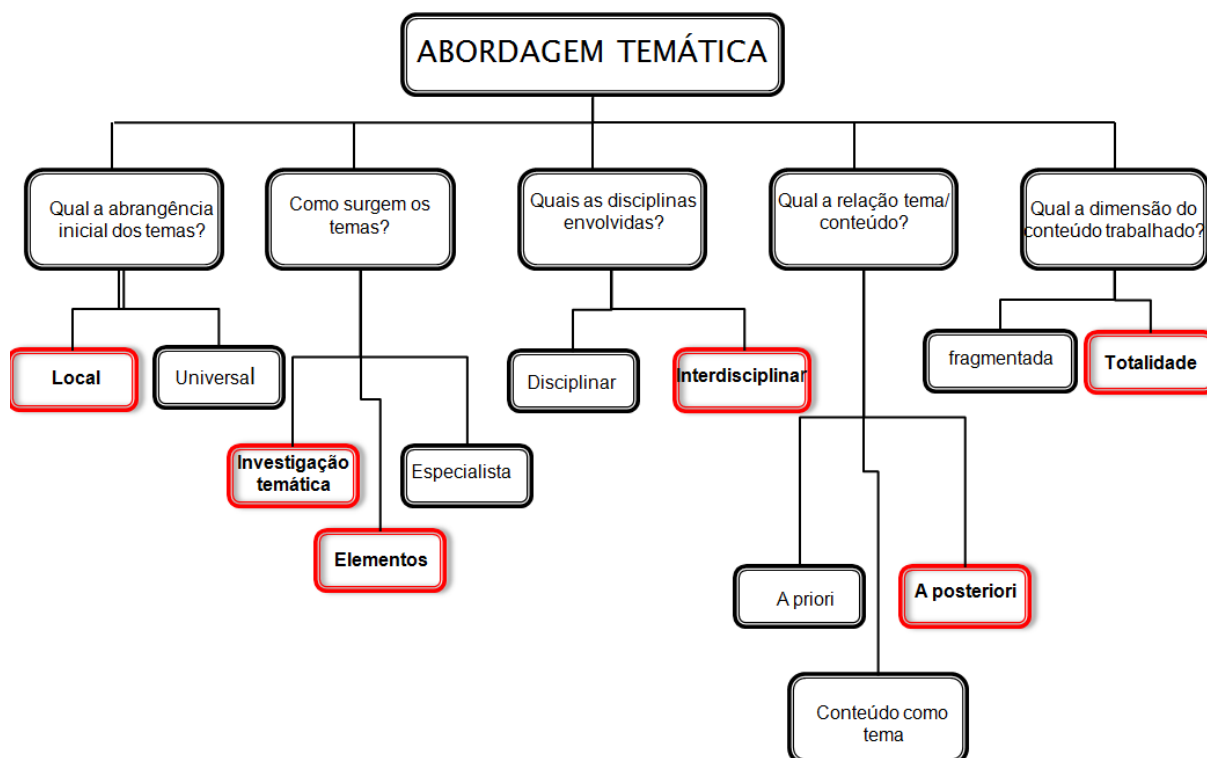 ABORDAGEM TEMÁTICA
Qual a abrangência
inicial dos temas?
Como surgem os
temas?
Quais as disciplinas
envolvidas?
Qual a relação tema/
conteúdo?
Qual a dimensão do
conteúdo trabalhado?
Local
Universal
Investigação
temática
Elementos
Especialista
Disciplinar
Interdisciplinar
A priori
Conteúdo como
tema
A posteriori
fragmentada
Totalidade